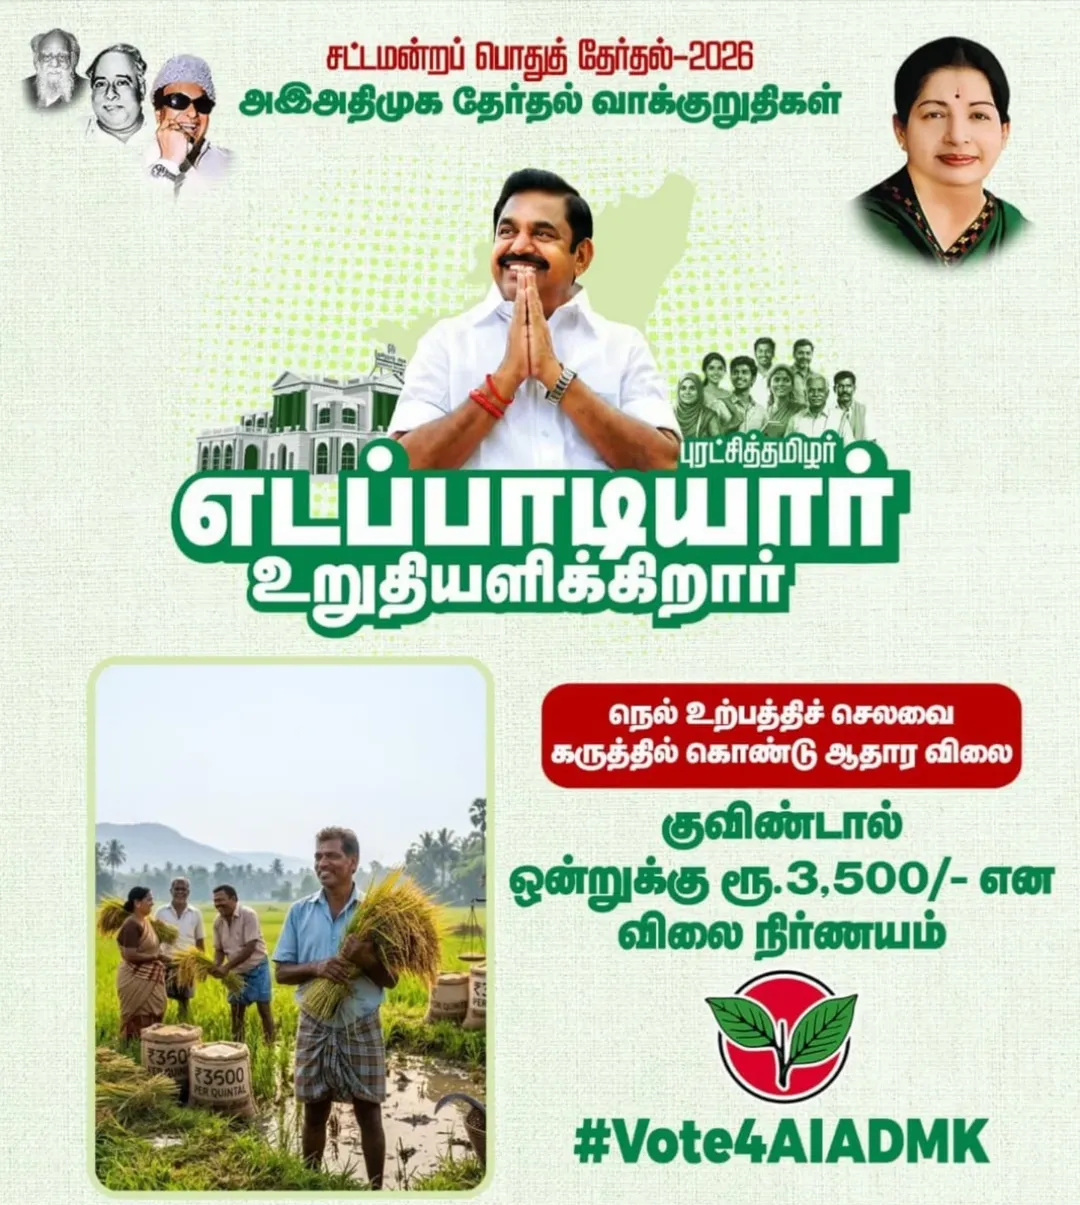 சட்டமன்றப் பொதுத் தேர்தல்-2026
அஇஅதிமுக தேர்தல் வாக்குறுதிகள்
புரட்சித்தமிழர்
எடப்பாடியார்
உறுதியளிக்கிறார்
நெல் உற்பத்திச் செலவை
கருத்தில் கொண்டு ஆதார விலை
குவிண்டால்
ஒன்றுக்கு ரூ.3,500/- என
விலை நிர்ணயம்
₹3500
₹3500
PER QUINTAL
#Vote4AIADMK